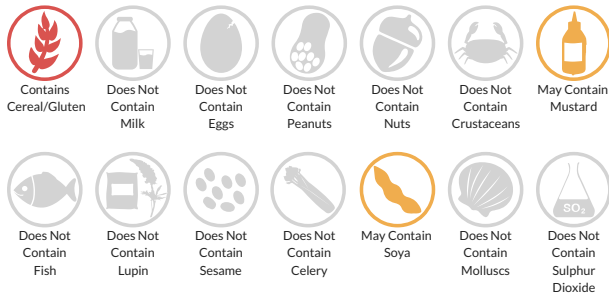 Contains
Cereal/Gluten
Does Not
Contain
Milk
Does Not
Contain
Eggs
Does Not
Contain
Peanuts
Does Not
Contain
Nuts
Does Not
Contain
Crustaceans
May Contain
Mustard
Does Not
Contain
Fish
Does Not
Contain
Lupin
Does Not
Contain
Sesame
Does Not
Contain
Celery
May Contain
Soya
Does Not
Contain
Molluscs
SO₂
Does Not
Contain
Sulphur
Dioxide